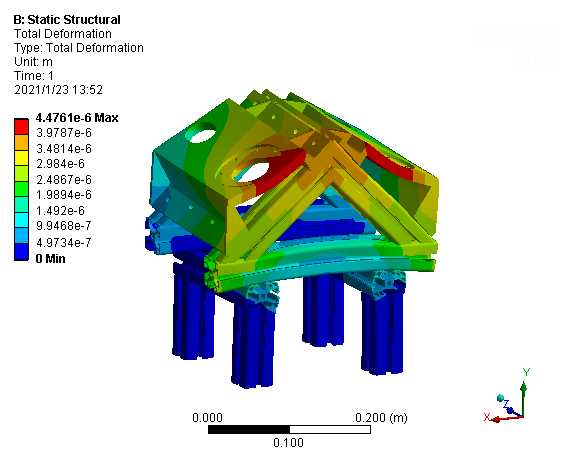 B: Static Structural
Total Deformation
Type: Total Deformation
Unit: m
Time: 1
2021/1/23 13:52
4.4761e-6 Max
3.9787e-6
3.4814e-6
2.984e-6
2.4867e-6
1.9894e-6
1.492e-6
9.9468e-7
4.9734e-7
0 Min
0.000
0.200 (m)
0.100
Y
Z
X